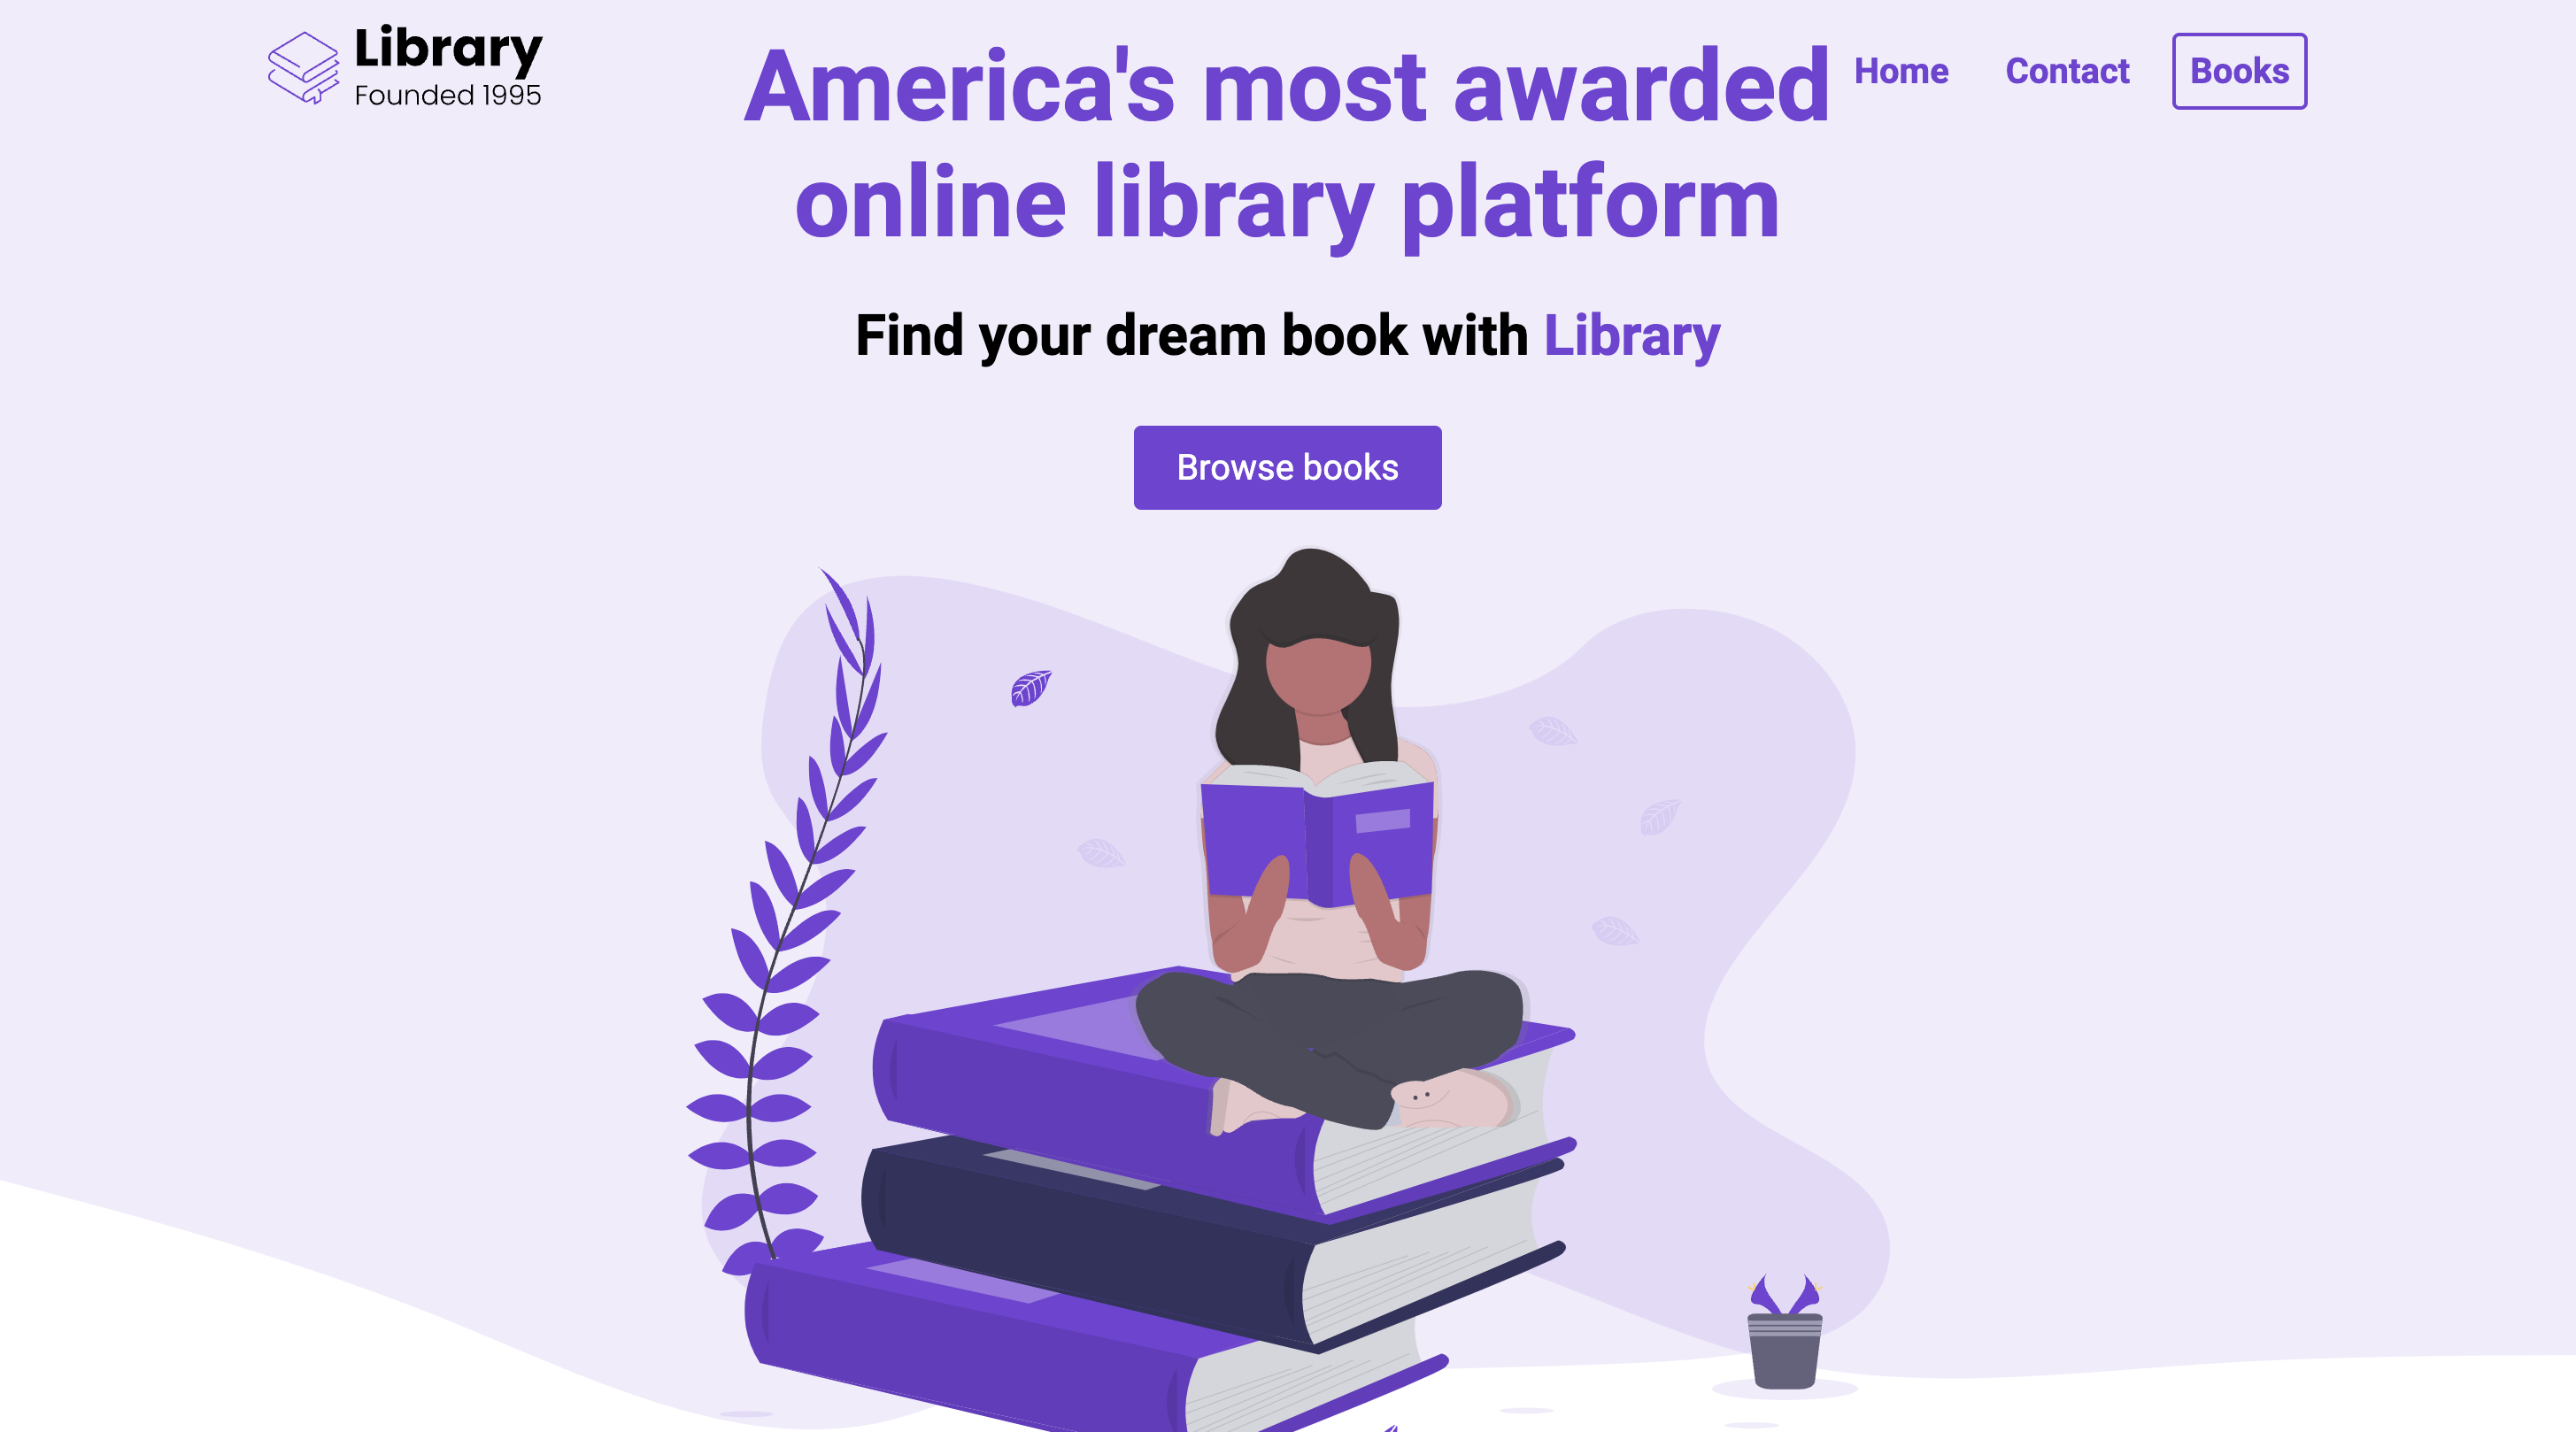 Library
Founded 1995
Home
Contact
Books
America's most awarded
online library platform
Find your dream book with Library
Browse books